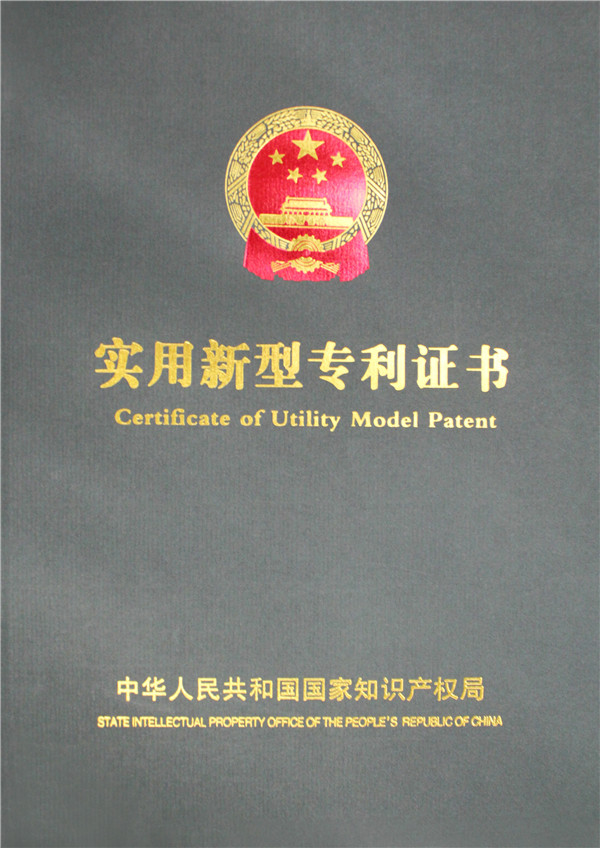 实用新型专利证书
Certificate of Utility Model Patent
中华人民共和国国家知识产权局
STATE INTELLECTUAL PROPERTY OFFICE OF THE PEOPLE'S REPUBLIC OF CHINA